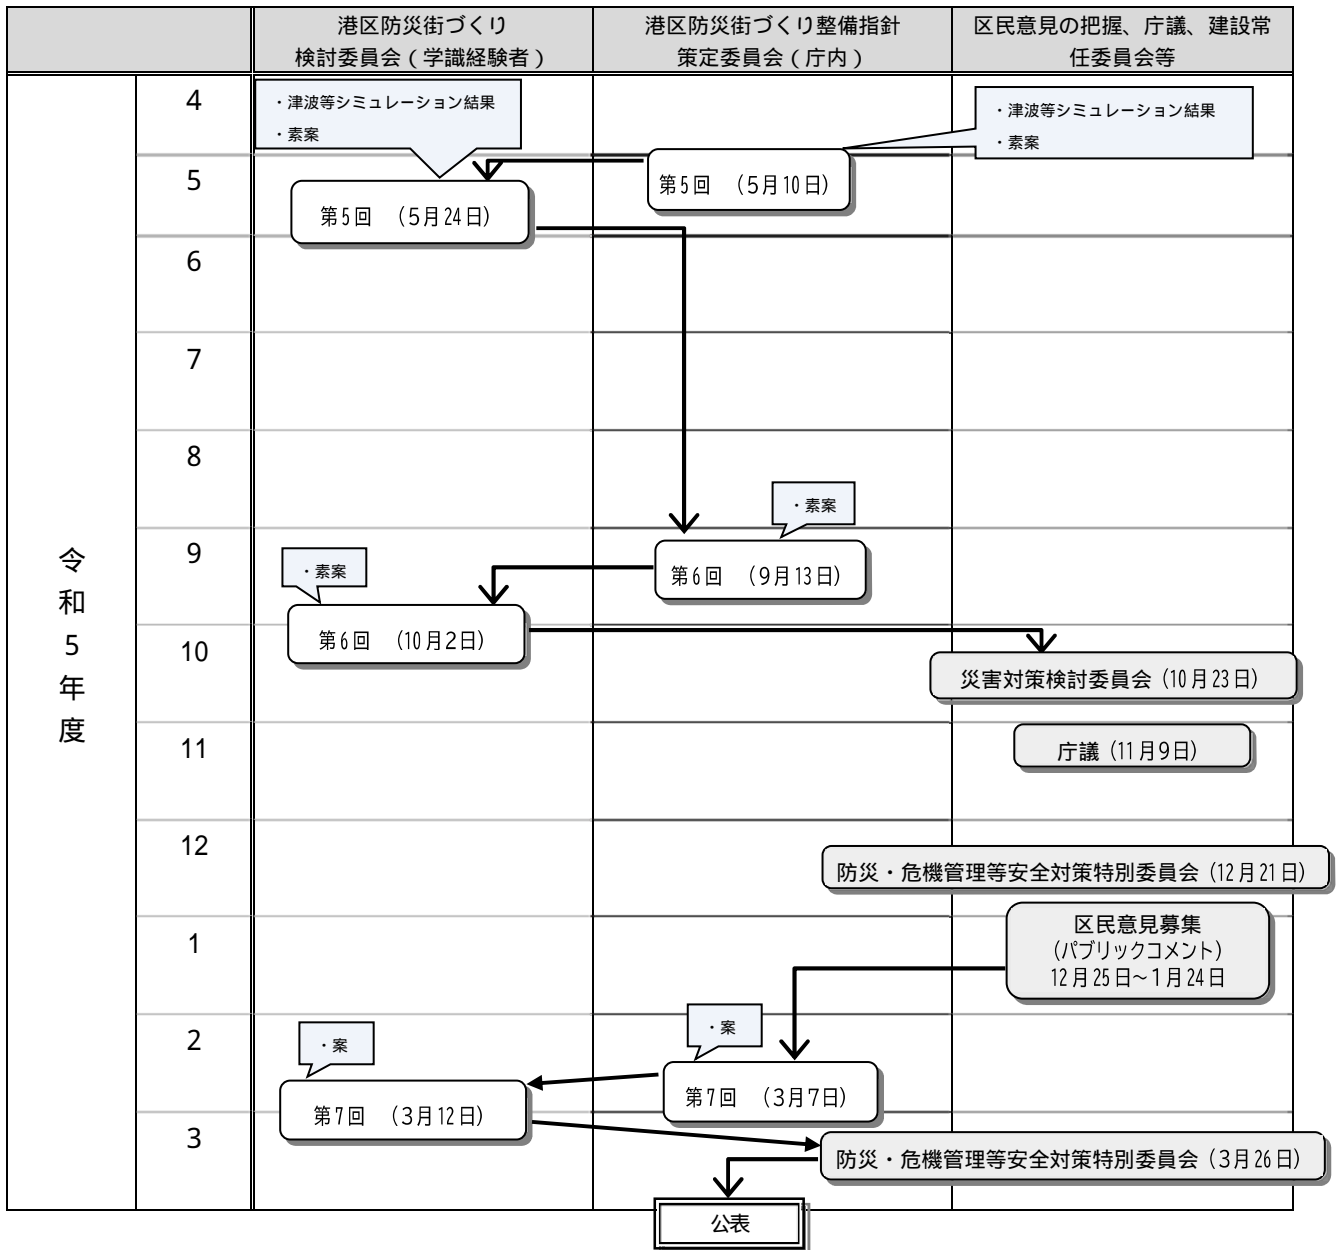 港区防災街づくり
検討委員会（学識経験者）
港区防災街づくり整備指針
策定委員会（庁内）
区民意見の把握、庁議、建設常
任委員会等
令和5年度
4
・津波等シミュレーション結果
・素案
・津波等シミュレーション結果
・素案
5
第5回　（5月10日）
第5回　（5月24日）
6
7
8
・素案
9
第6回　（9月13日）
・素案
第6回　（10月2日）
10
災害対策検討委員会（10月23日）
11
庁議（11月9日）
12
防災・危機管理等安全対策特別委員会（12月21日）
1
区民意見募集
（パブリックコメント）
12月25日～1月24日
2
・案
・案
第7回　（3月7日）
第7回　（3月12日）
3
防災・危機管理等安全対策特別委員会（3月26日）
公表